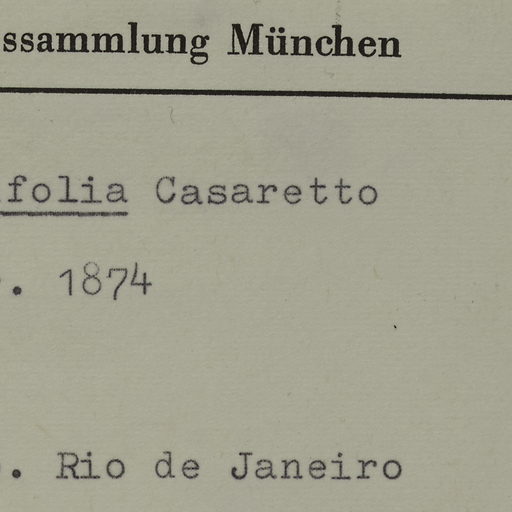 ssammlung München
folia Casaretto
. 1874
. Rio de Janeiro